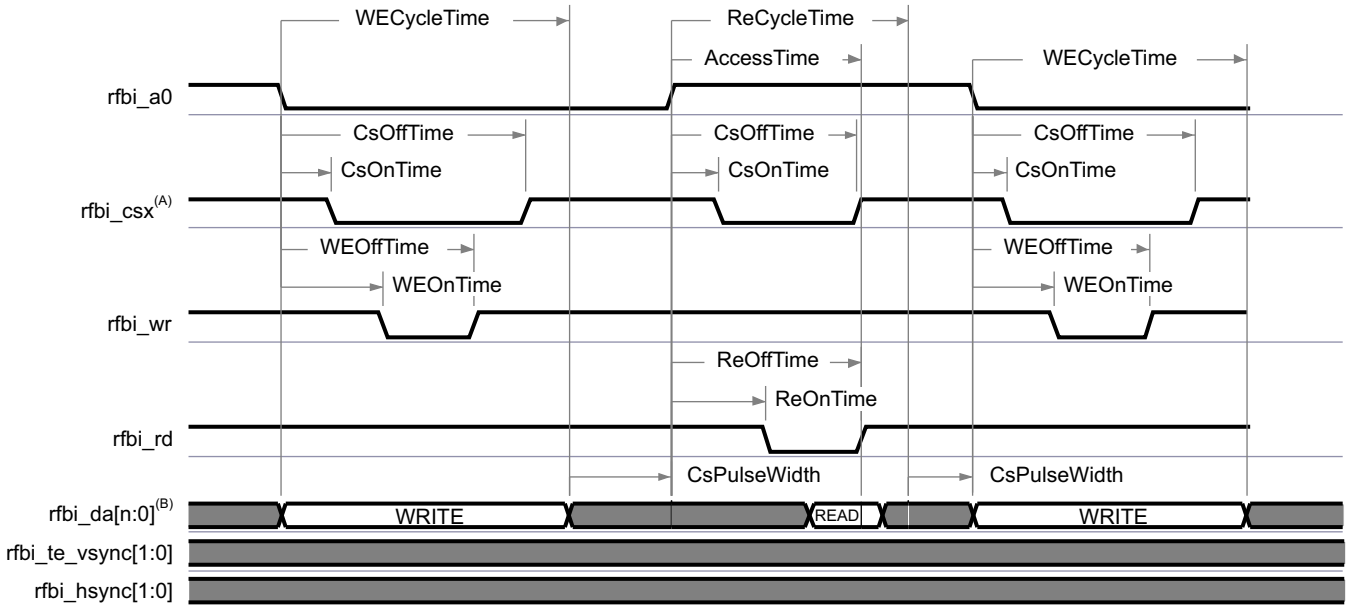 WECycleTime ReCycleTime
AccessTime WECycleTime
rfbi_a0
CsOffTime CsOffTime CsOffTime
CsOnTime CsOnTime CsOnTime
rfbi_csx(A)
WEOffTime WEOffTime
WEOnTime WEOnTime
rfbi_wr
ReOffTime
ReOnTime
rfbi_rd
CsPulseWidth CsPulseWidth
rfbi_da[n:0](B) WRITE READ WRITE
rfbi_te_vsync[1:0]
rfbi_hsync[1:0]